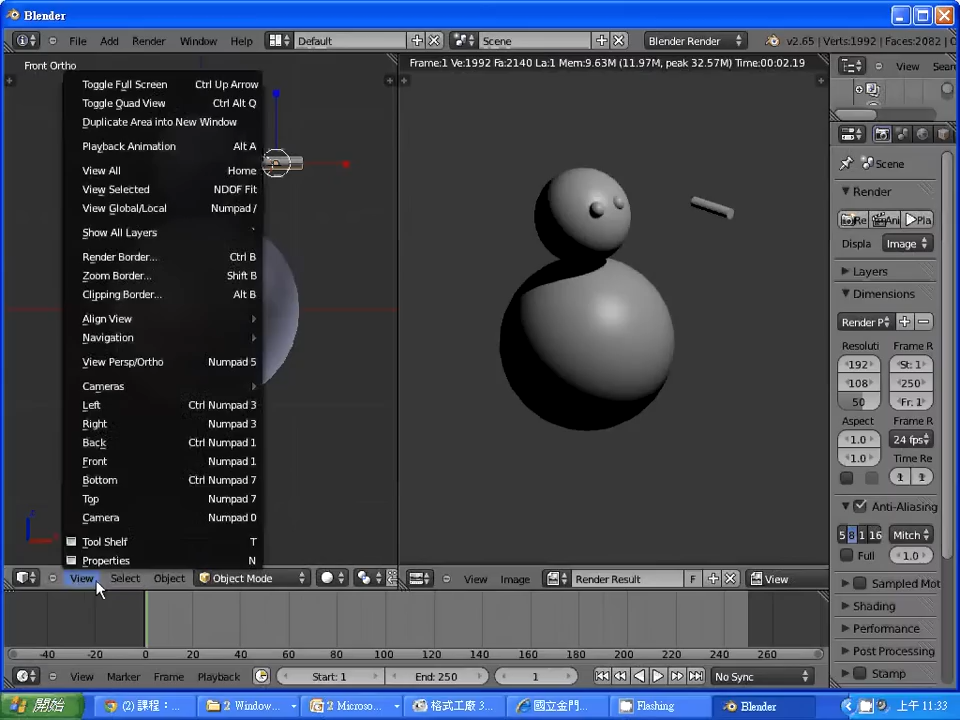 Blender
File Add Render Window Help Default Scene Blender Render v2.65 | Verts:1992 | Faces:2082 | O
Front Ortho
Frame:1 Ve:1992 Fa:2140 La:1 Mem:9.63M (11.97M, peak 32.57M) Time:00:02.19
View Sear
Toggle Full Screen Ctrl Up Arrow
Toggle Quad View Ctrl Alt Q
Duplicate Area into New Window
Playback Animation Alt A
View All Home
View Selected NDOF Fit
View Global/Local Numpad /
Show All Layers `
Render Border... Ctrl B
Zoom Border... Shift B
Clipping Border... Alt B
Align View
Navigation
View Persp/Ortho Numpad 5
Cameras
Left Ctrl Numpad 3
Right Numpad 3
Back Ctrl Numpad 1
Front Numpad 1
Bottom Ctrl Numpad 7
Top Numpad 7
Camera Numpad 0
Tool Shelf T
Properties N
Scene
Render
Re Ani Pla
Displa Image
Layers
Dimensions
Render P
Resoluti Frame R
192 St: 1
108 250
50 Fr: 1
Aspect Frame R
1.0 24 fps
1.0 Time Re
1 1
Anti-Aliasing
5 8 1 16 Mitch
Full 1.0
Sampled Mot
Shading
Performance
Post Processing
Stamp
View Select Object Object Mode
View Image Render Result F View
-40 -20 0 20 40 60 80 100 120 140 160 180 200 220 240 260
View Marker Frame Playback Start: 1 End: 250 1 No Sync
開始 (2) 課程：... 2 Window... 2 Microso... 格式工廠 3... 國立金門... Flashing Blender 上午 11:33